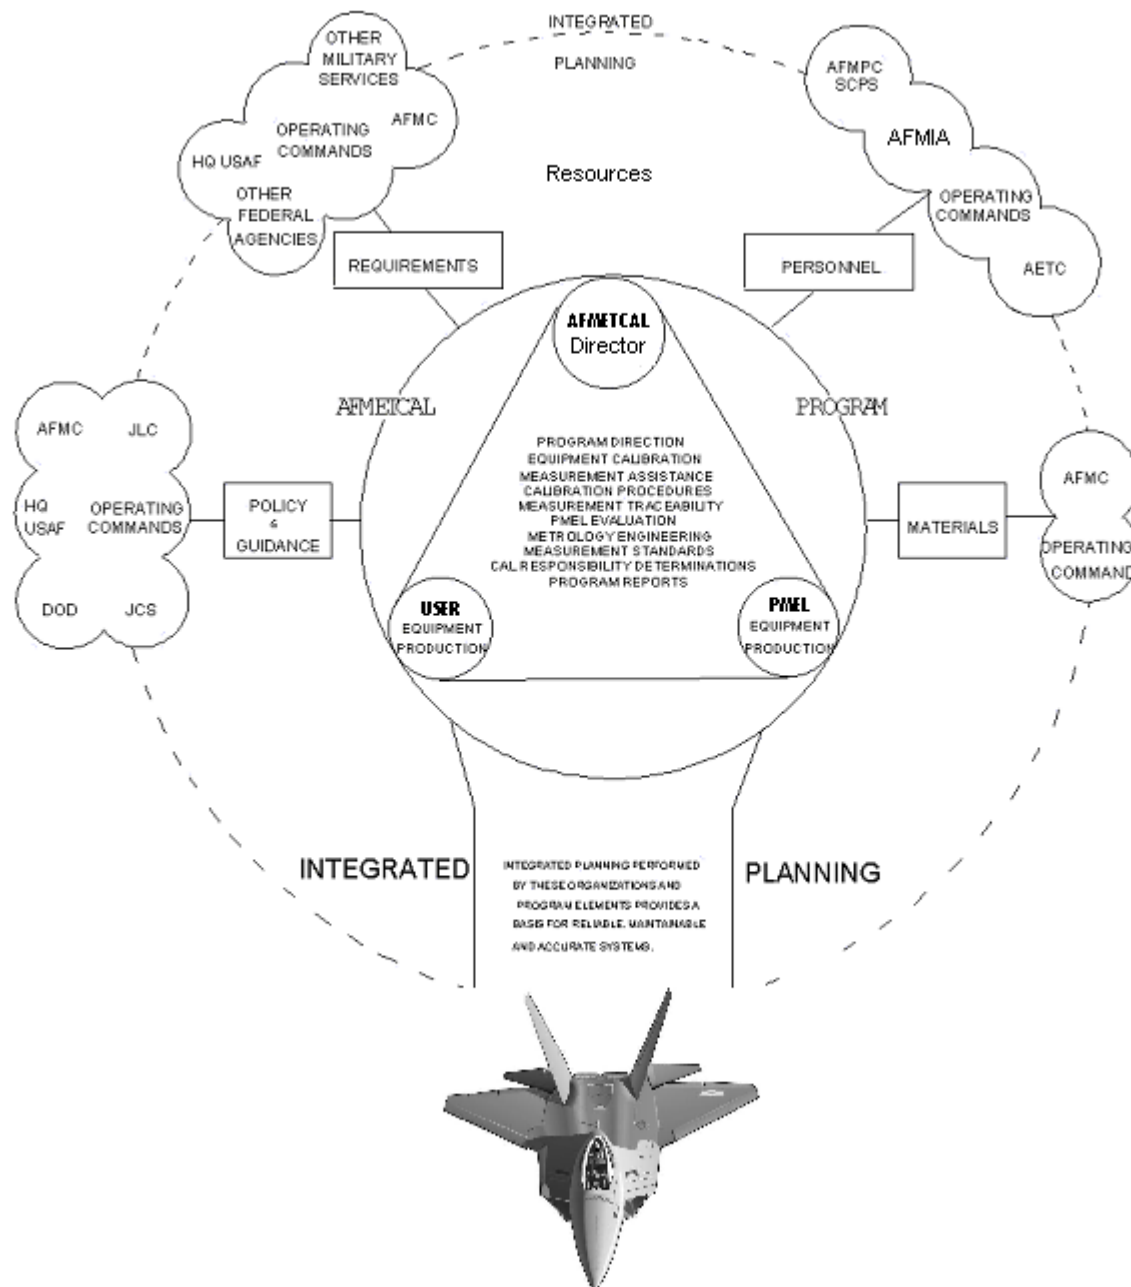 INTEGRATED
PLANNING
OTHER
MILITARY
SERVICES
AFMC
OPERATING
COMMANDS
HQ USAF
OTHER
FEDERAL
AGENCIES
AFMPC
SCPS
AFMIA
OPERATING
COMMANDS
AETC
Resources
REQUIREMENTS
PERSONNEL
AFMETCAL
Director
AFMETCAL
PROGRAM
AFMC
JLC
HQ
USAF
OPERATING
COMMANDS
DOD
JCS
POLICY
&
GUIDANCE
PROGRAM DIRECTION
EQUIPMENT CALIBRATION
MEASUREMENT ASSISTANCE
CALIBRATION PROCEDURES
MEASUREMENT TRACEABILITY
PMEL EVALUATION
METROLOGY ENGINEERING
MEASUREMENT STANDARDS
CAL RESPONSIBILITY DETERMINATIONS
PROGRAM REPORTS
MATERIALS
AFMC
OPERATING
COMMAND
USER
EQUIPMENT
PRODUCTION
PMEL
EQUIPMENT
PRODUCTION
INTEGRATED
PLANNING
INTEGRATED PLANNING PERFORMED
BY THESE ORGANIZATIONS AND
PROGRAM ELEMENTS PROVIDES A
BASIS FOR RELIABLE, MAINTAINABLE
AND ACCURATE SYSTEMS.